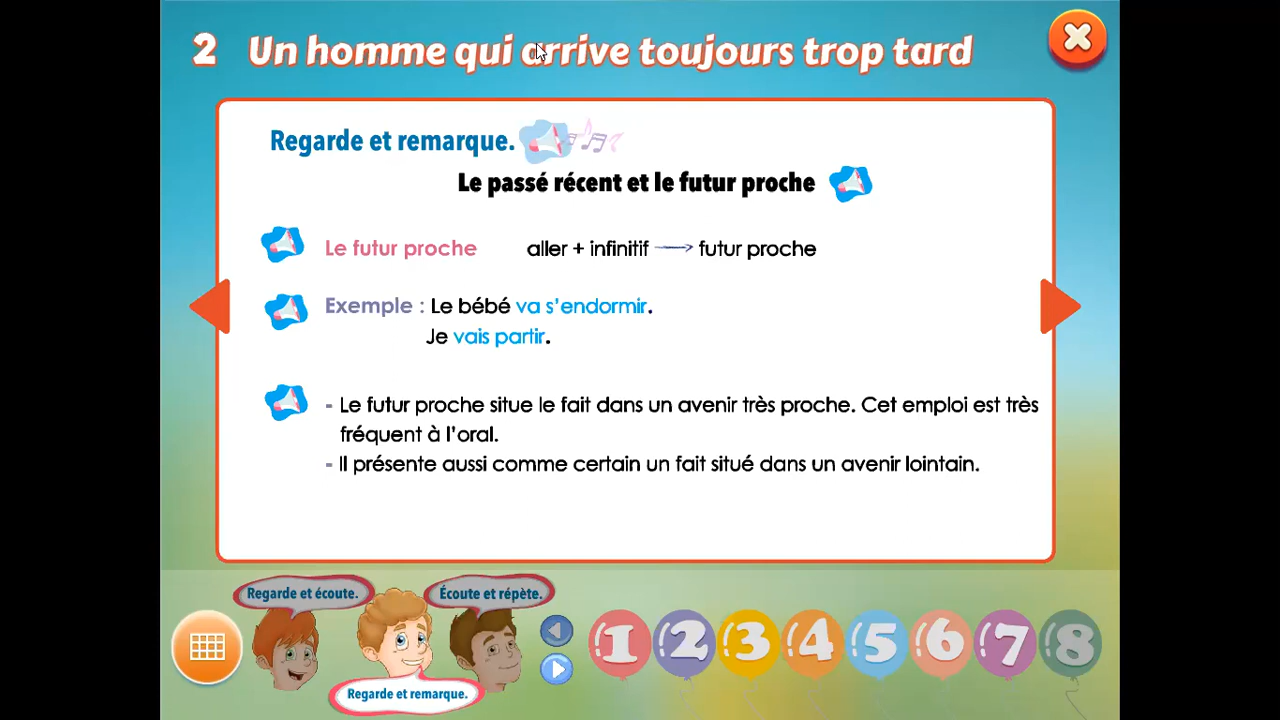 2 Un homme qui arrive toujours trop tard
Regarde et remarque.
Le passé récent et le futur proche
Le futur proche aller + infinitif → futur proche
Exemple : Le bébé va s'endormir.
Je vais partir.
- Le futur proche situe le fait dans un avenir très proche. Cet emploi est très
fréquent à l'oral.
- Il présente aussi comme certain un fait situé dans un avenir lointain.
Regarde et écoute.
Écoute et répète.
Regarde et remarque.
1 2 3 4 5 6 7 8